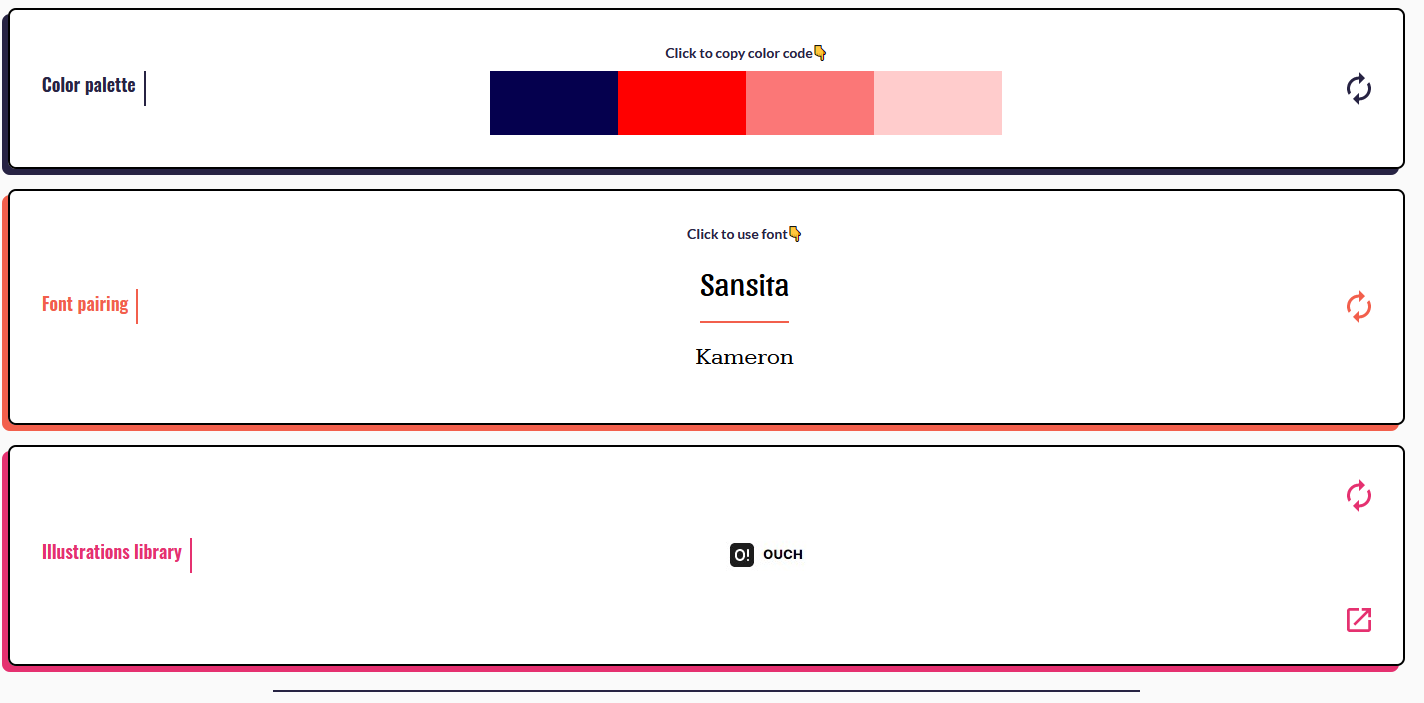 Click to copy color code👇
Color palette
Click to use font👇
Sansita
Font pairing
Kameron
Illustrations library
O! OUCH